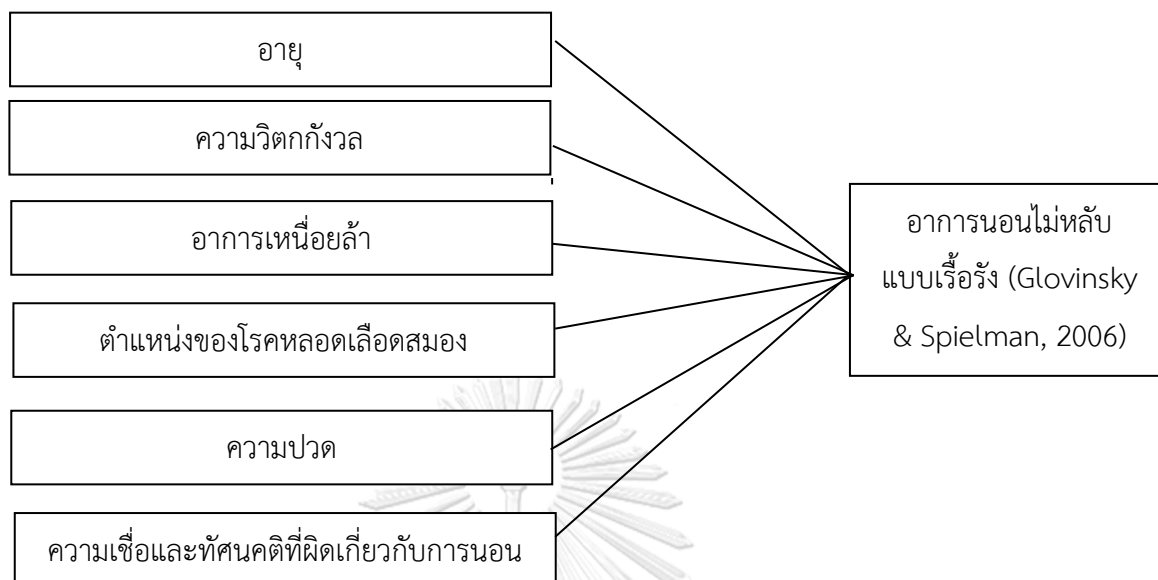 อายุ
ความวิตกกังวล
อาการเหนื่อยล้า
ตำแหน่งของโรคหลอดเลือดสมอง
ความปวด
ความเชื่อและทัศนคติที่ผิดเกี่ยวกับการนอน
อาการนอนไม่หลับ
แบบเรื้อรัง (Glovinsky
& Spielman, 2006)